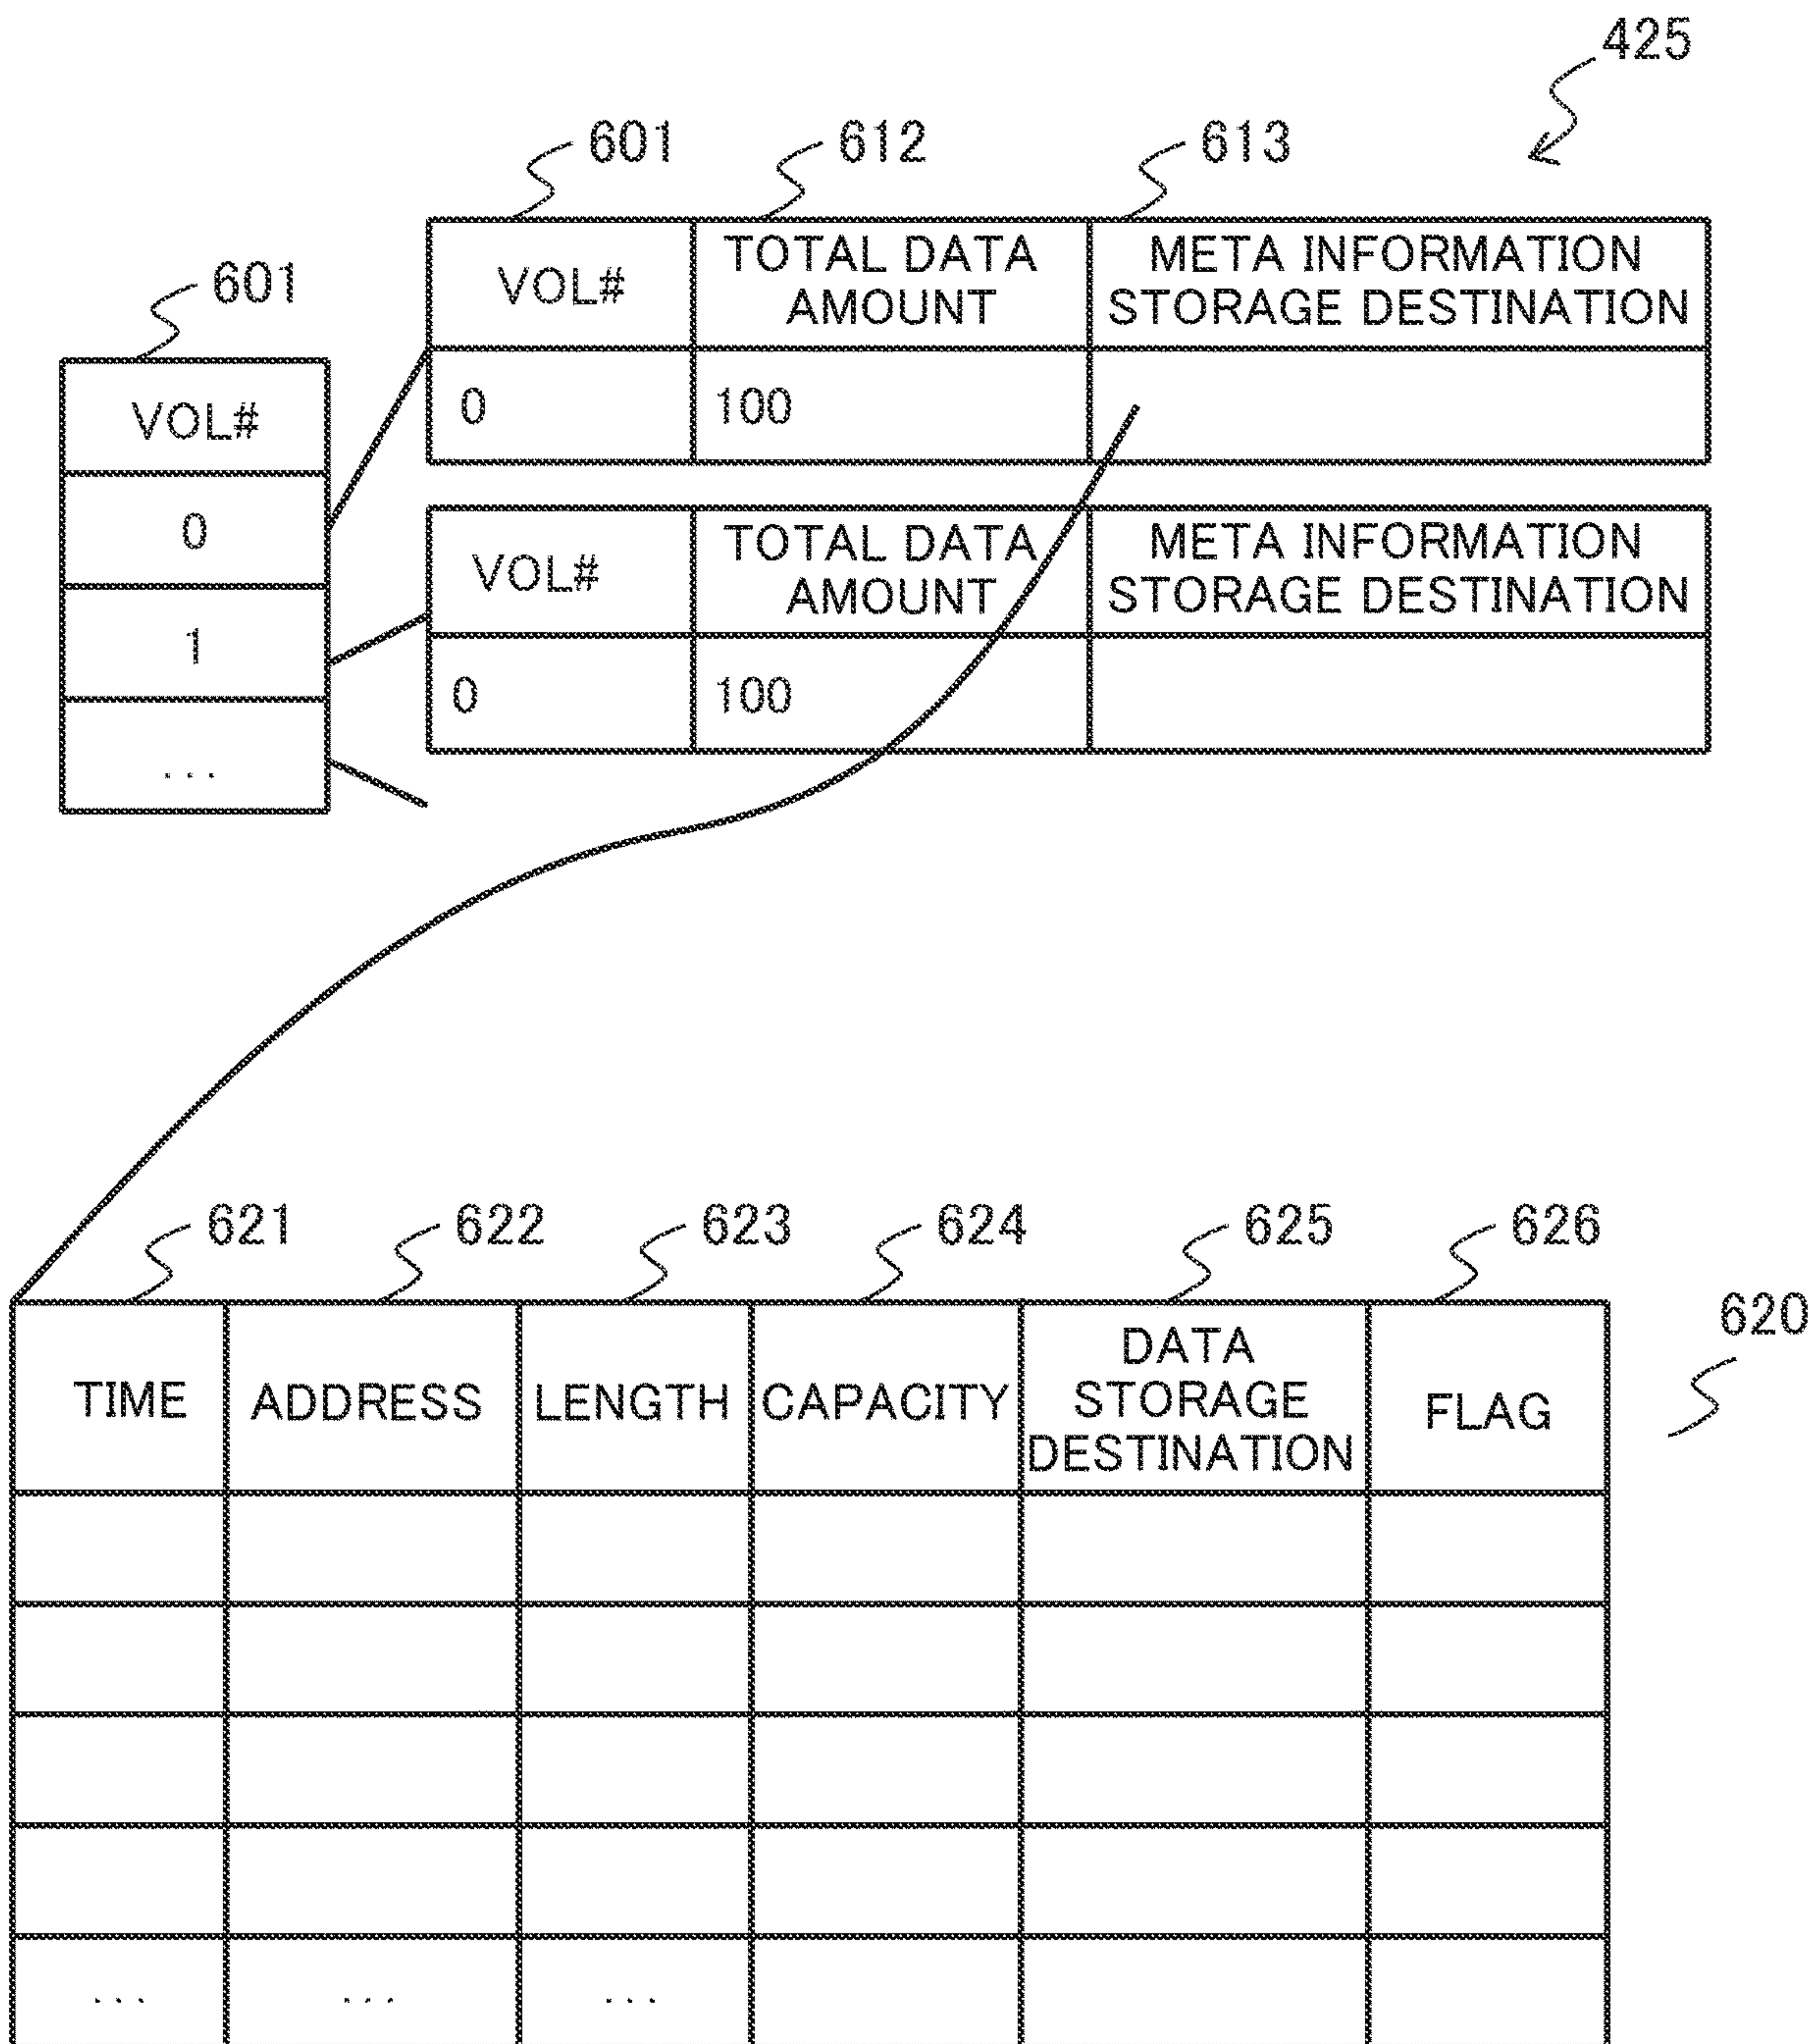 425
601
612
613
601
VOL#
TOTAL DATA
AMOUNT
META INFORMATION
STORAGE DESTINATION
0
100
VOL#
0
1
...
VOL#
TOTAL DATA
AMOUNT
META INFORMATION
STORAGE DESTINATION
0
100
621
622
623
624
625
626
620
TIME
ADDRESS
LENGTH
CAPACITY
DATA
STORAGE
DESTINATION
FLAG
...
...
...